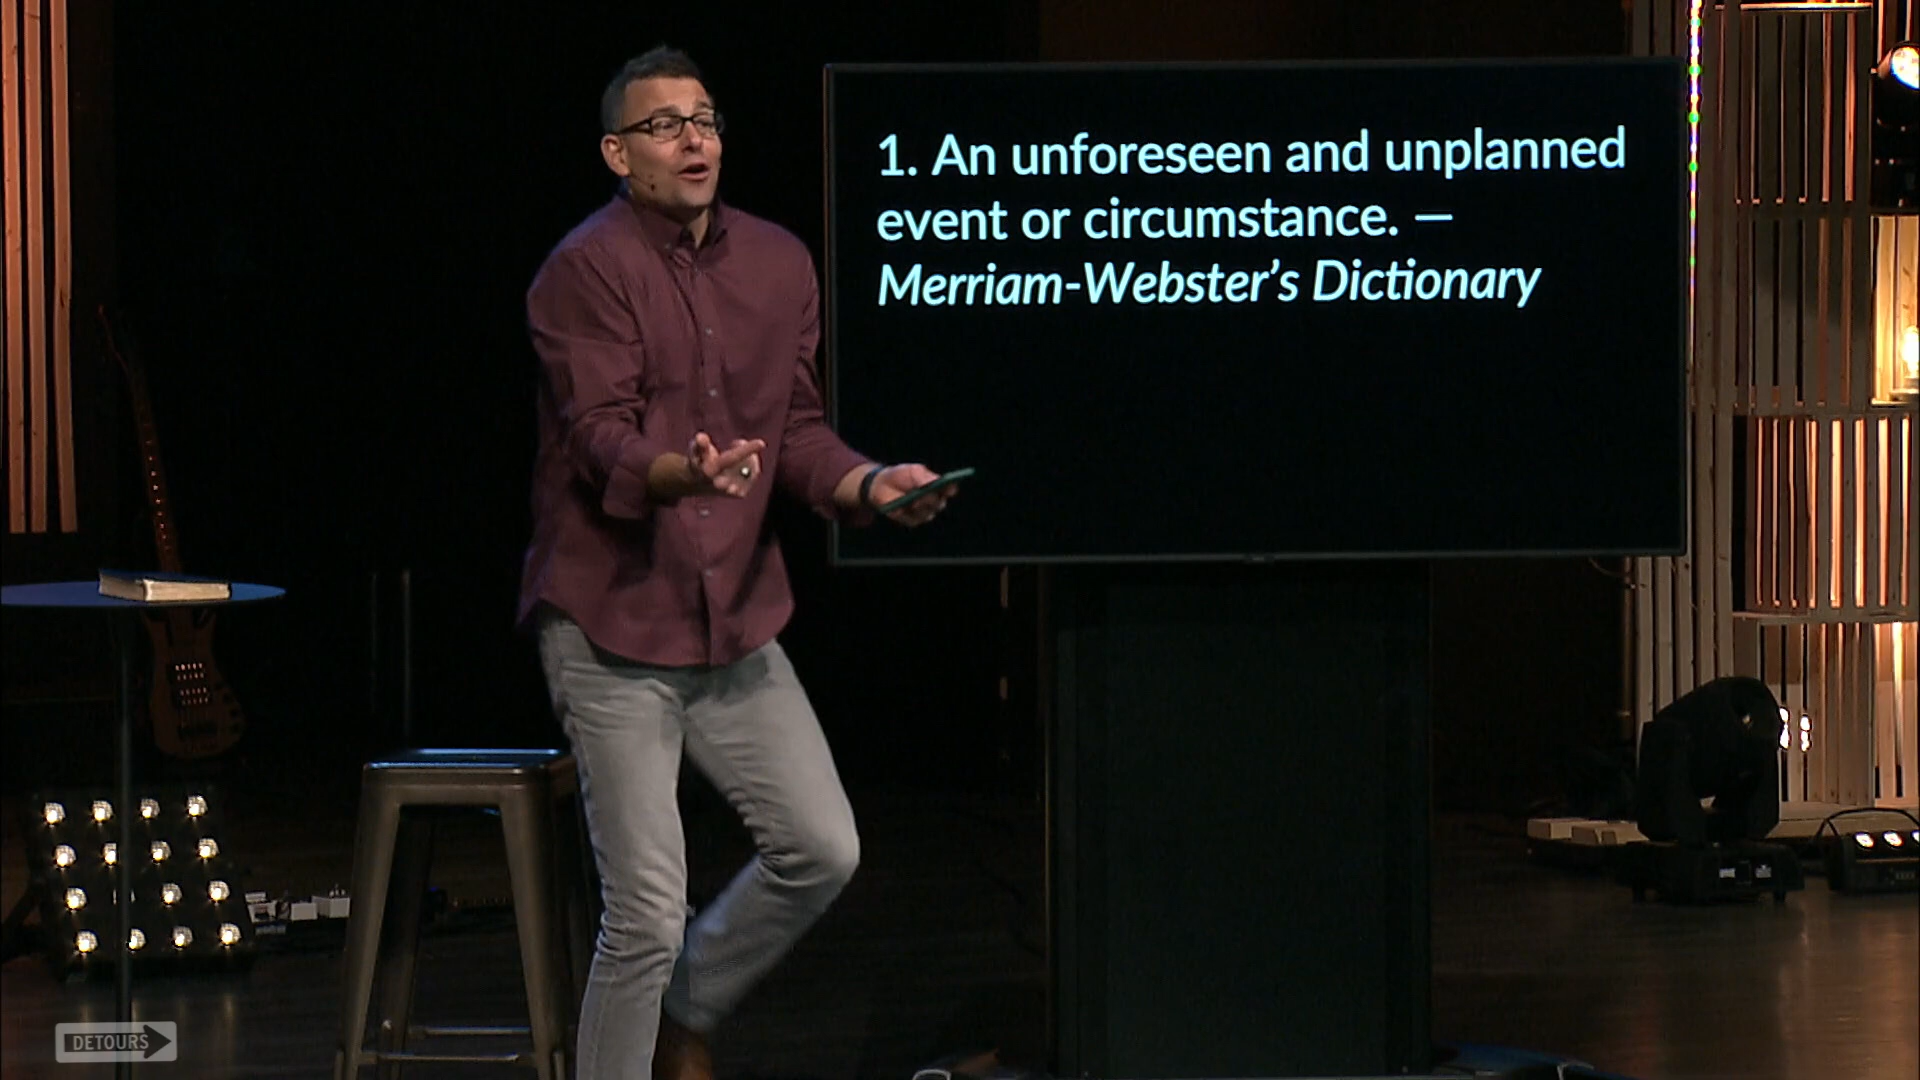 1. An unforeseen and unplanned
event or circumstance. —
Merriam-Webster’s Dictionary
DETOURS